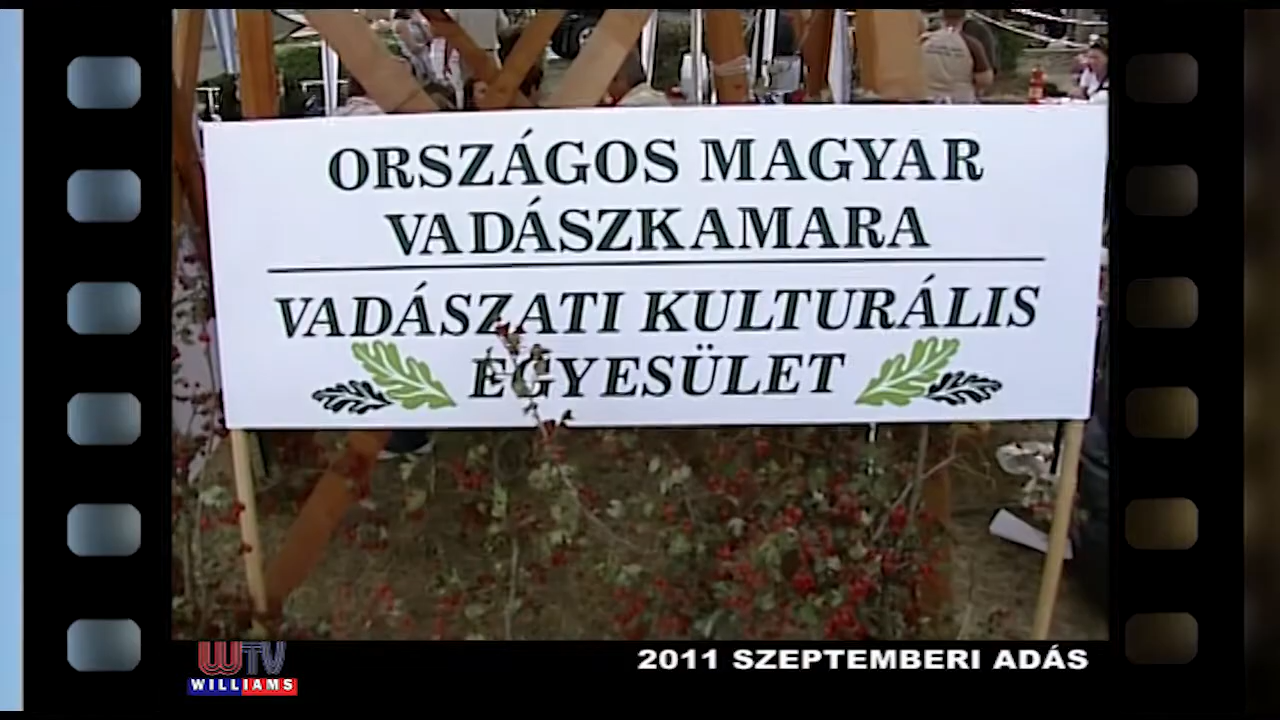 ORSZÁGOS MAGYAR
VADÁSZKAMARA
VADÁSZATI KULTURÁLIS
EGYESÜLET
WTV
WILLIAMS
2011 SZEPTEMBERI ADÁS